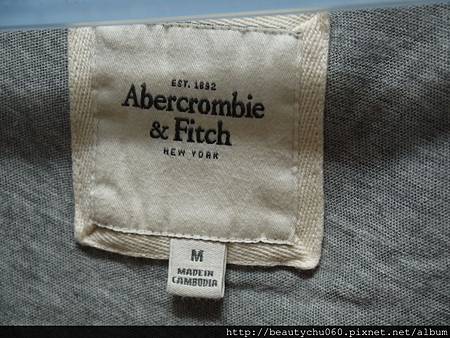 EST. 1892
Abercrombie
& Fitch
NEW YORK
M
MADE IN
CAMBODIA
http://beautychu060.pixnet.net/album